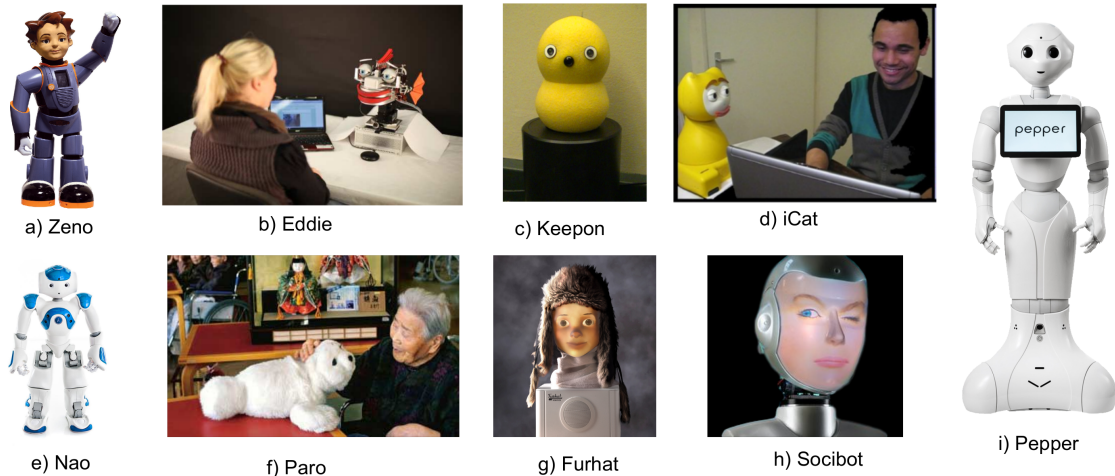 pepper
a) Zeno
b) Eddie
c) Keepon
d) iCat
e) Nao
f) Paro
g) Furhat
h) Socibot
i) Pepper